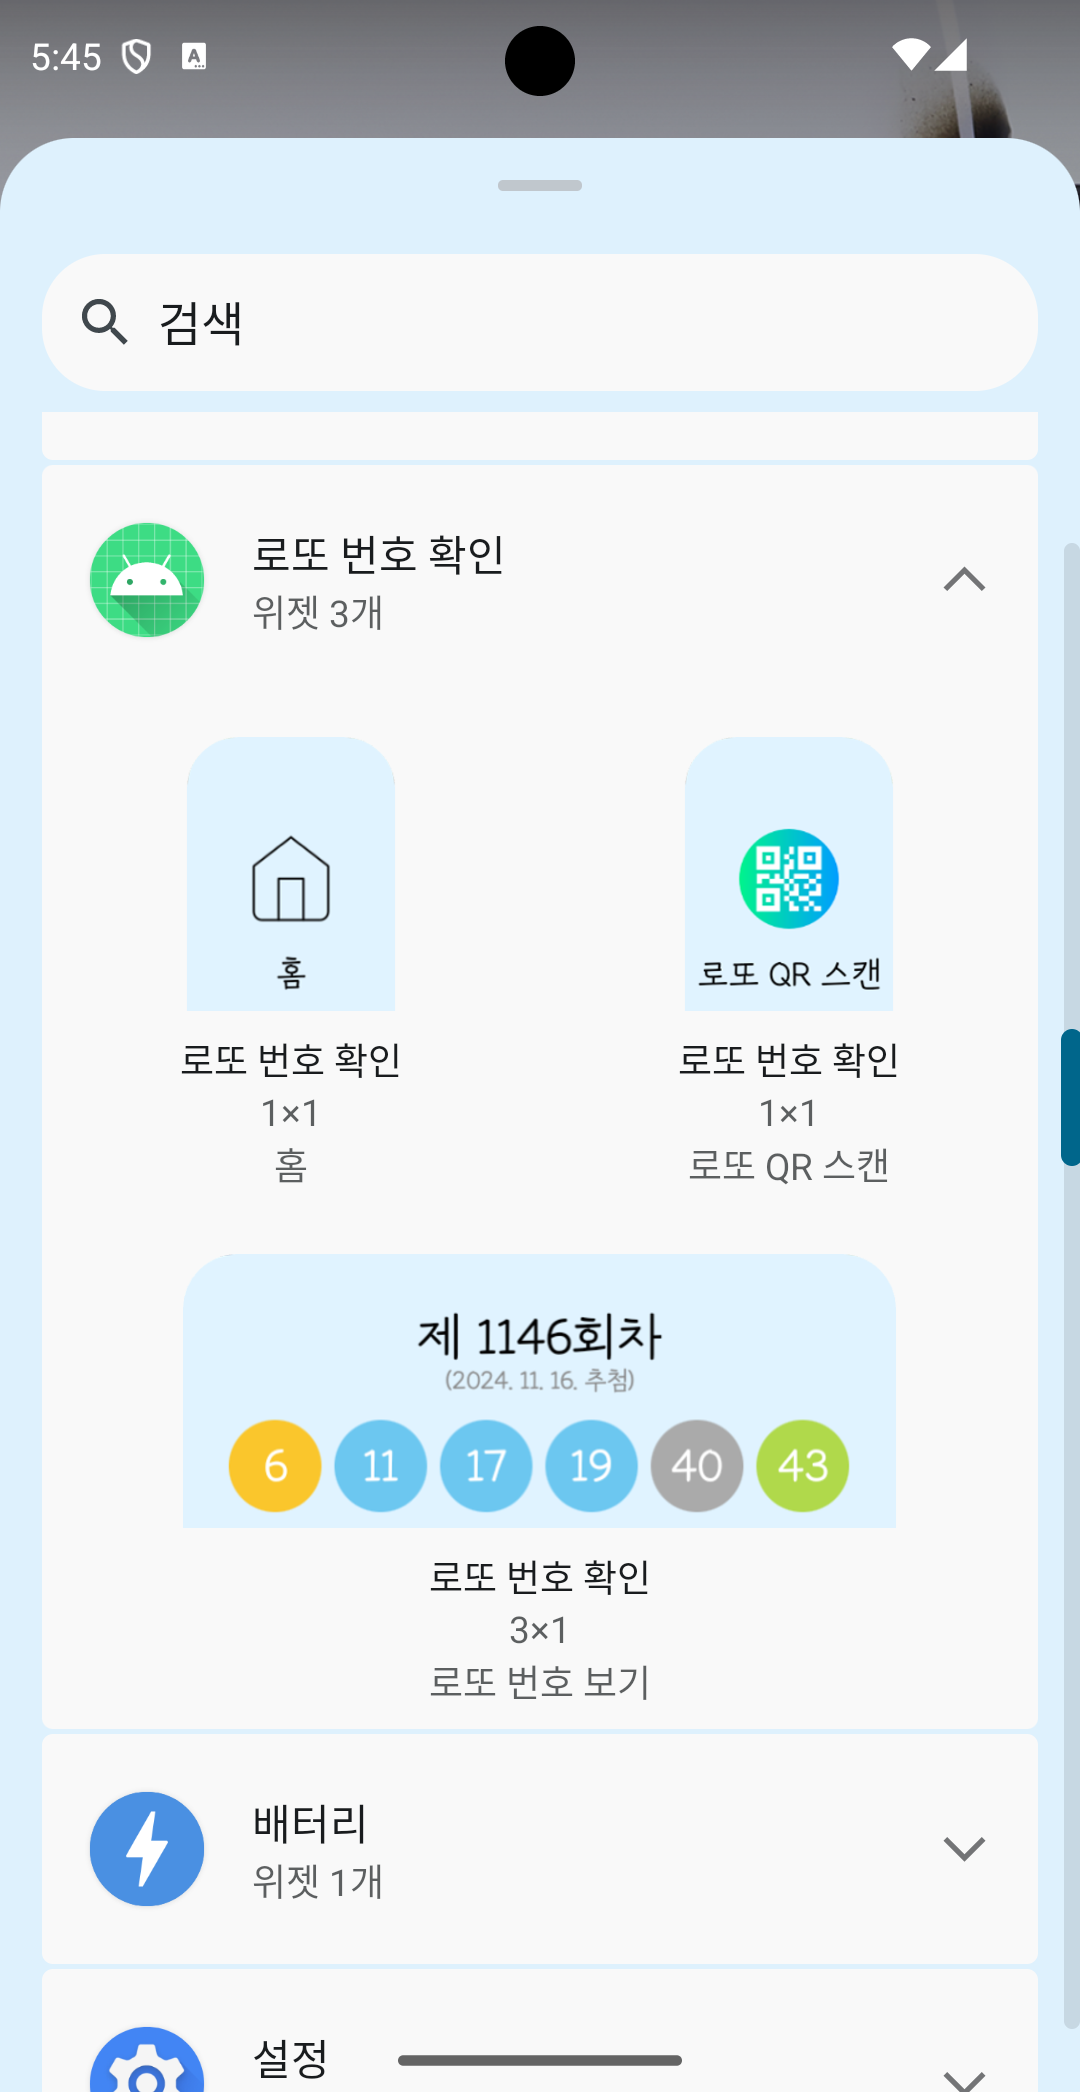 5:45
검색
로또 번호 확인
위젯 3개
홈
로또 QR 스캔
로또 번호 확인
1×1
홈
로또 번호 확인
1×1
로또 QR 스캔
제 1146회차
(2024. 11. 16. 추첨)
6 11 17 19 40 43
로또 번호 확인
3×1
로또 번호 보기
배터리
위젯 1개
설정